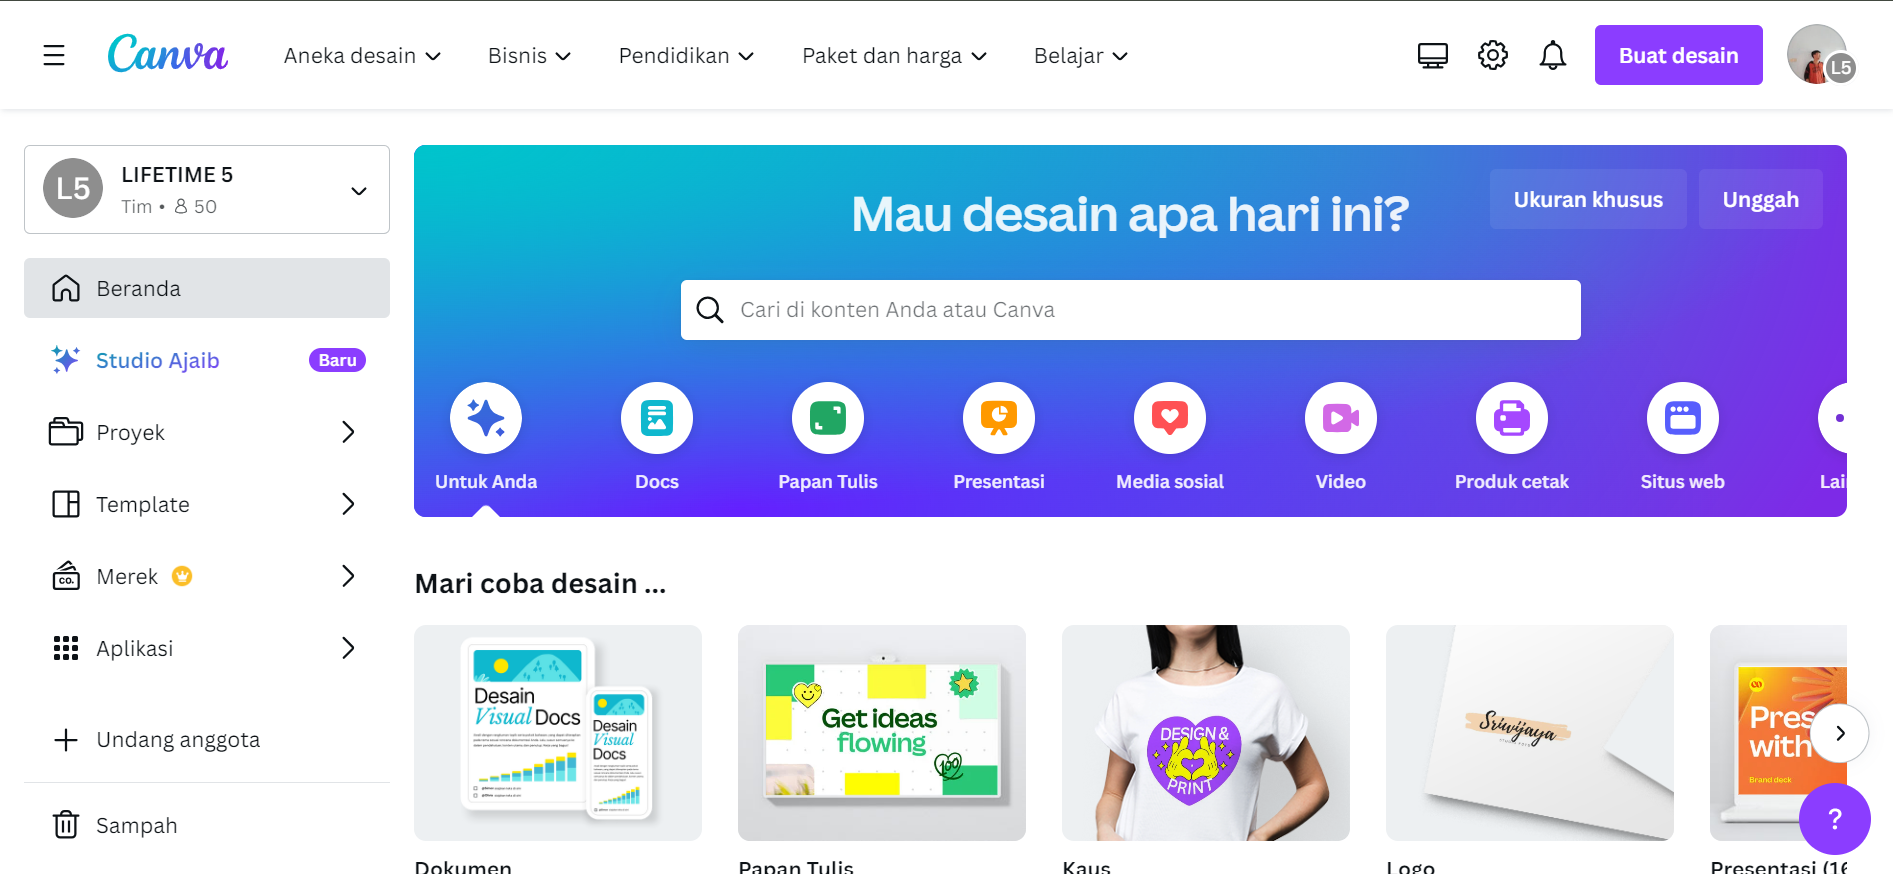 Canva
Aneka desain
Bisnis
Pendidikan
Paket dan harga
Belajar
Buat desain
L5
L5
LIFETIME 5
Tim • 50
Beranda
Studio Ajaib
Baru
Proyek
Template
CO.
Merek
Aplikasi
Undang anggota
Sampah
Mau desain apa hari ini?
Ukuran khusus
Unggah
Cari di konten Anda atau Canva
Untuk Anda
Docs
Papan Tulis
Presentasi
Media sosial
Video
Produk cetak
Situs web
Lai
Mari coba desain ...
Desain
Visual Docs
Desain
Visual
Docs
Get ideas
flowing
100
DESIGN &
PRINT
Sriwijaya
Pres
with
Brand deck
?
Dokumen
Papan Tulis
Kaus
Logo
Presentasi (16